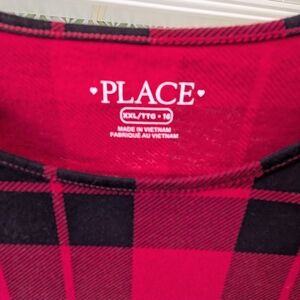 PLACE
XXL/TTG • 16
MADE IN VIETNAM
FABRIQUÉ AU VIETNAM